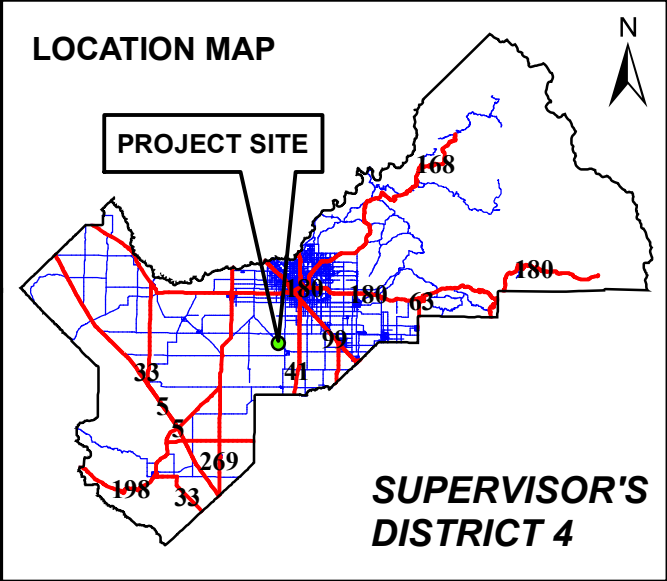 LOCATION MAP
N
PROJECT SITE
168
180
180
180
63
99
33
41
5
5
269
198
33
SUPERVISOR'S
DISTRICT 4